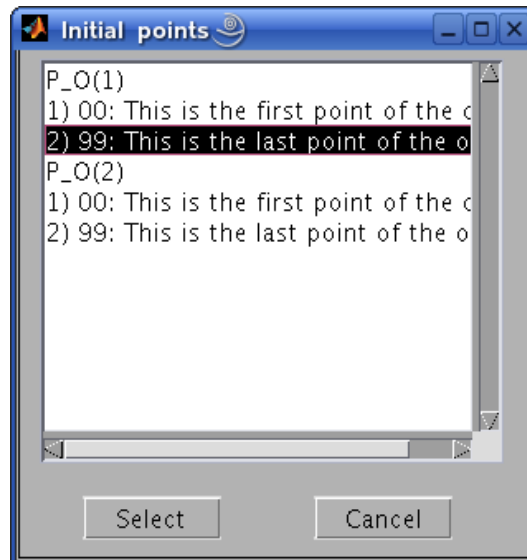 Initial points
P_O(1)
1) 00: This is the first point of the
2) 99: This is the last point of the o
P_O(2)
1) 00: This is the first point of the
2) 99: This is the last point of the o
Select Cancel